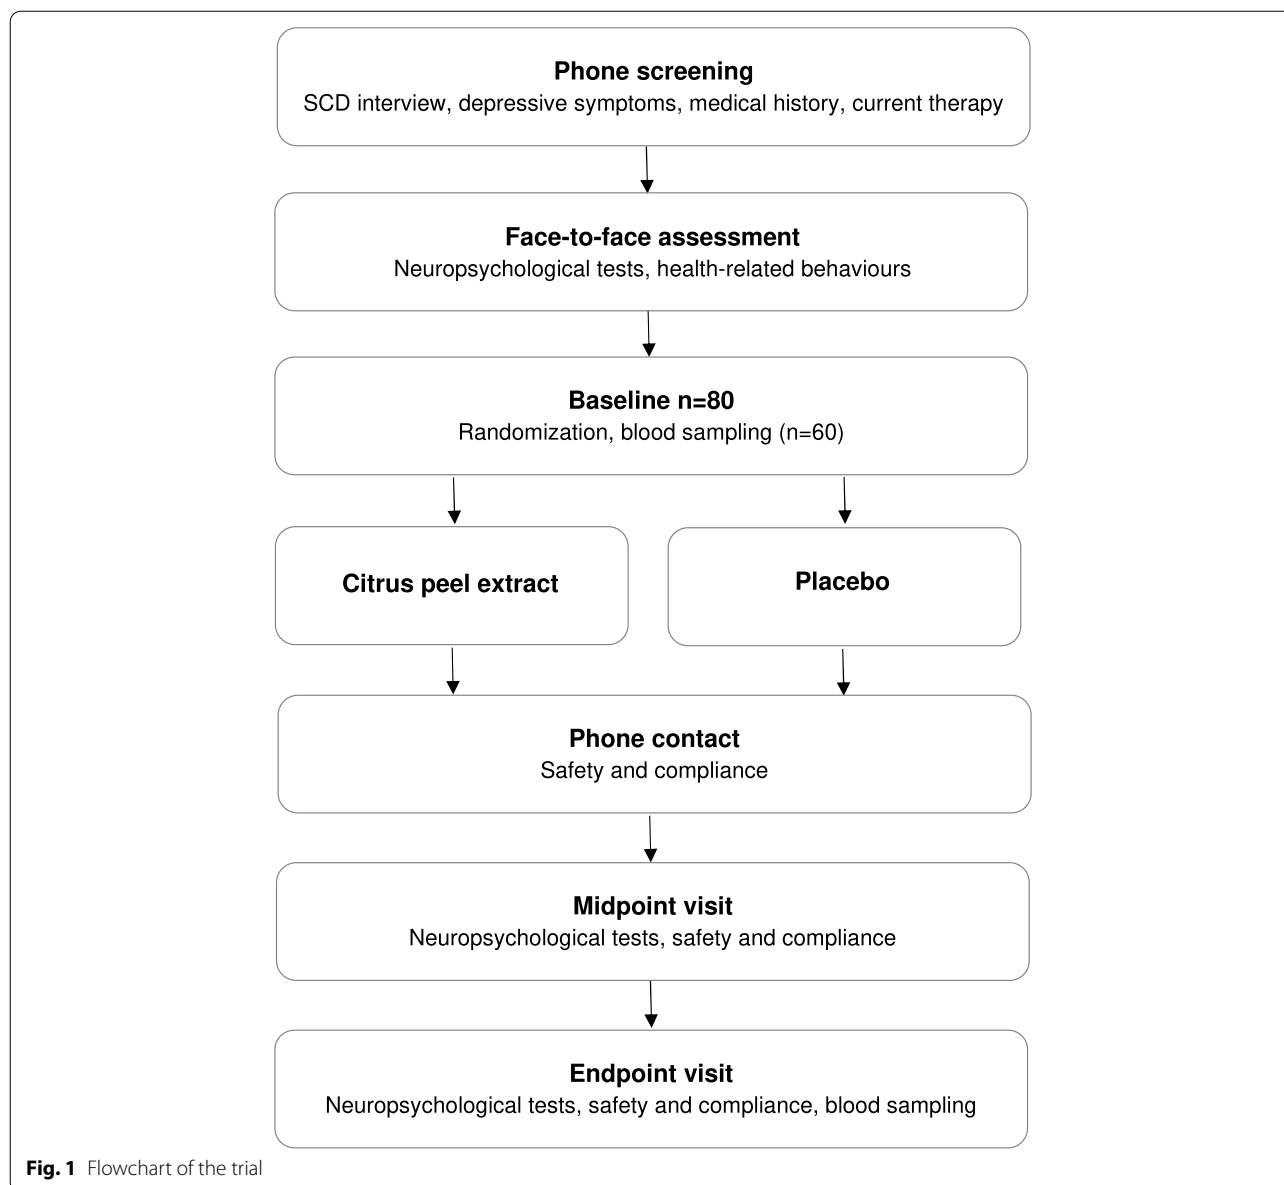 Phone screening
SCD interview, depressive symptoms, medical history, current therapy
Face-to-face assessment
Neuropsychological tests, health-related behaviours
Baseline n=80
Randomization, blood sampling (n=60)
Citrus peel extract
Placebo
Phone contact
Safety and compliance
Midpoint visit
Neuropsychological tests, safety and compliance
Endpoint visit
Neuropsychological tests, safety and compliance, blood sampling
Fig. 1 Flowchart of the trial